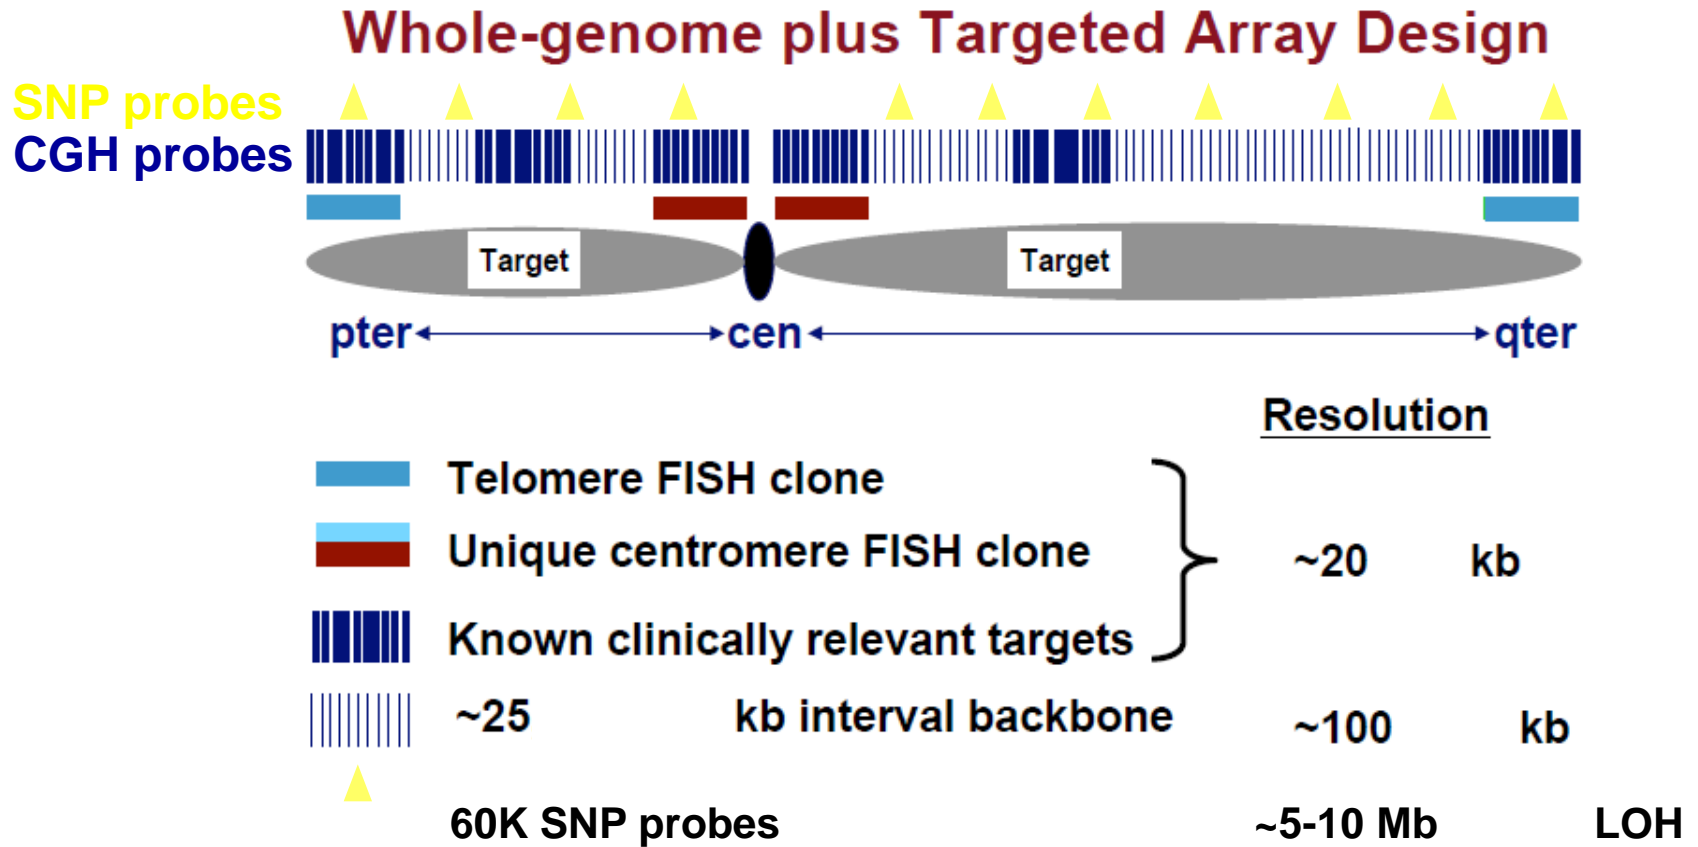 Whole-genome plus Targeted Array Design
SNP probes
CGH probes
Target Target
pter cen qter
Resolution
Telomere FISH clone
Unique centromere FISH clone
~20 kb
Known clinically relevant targets
~25 kb interval backbone ~100 kb
60K SNP probes ~5-10 Mb LOH